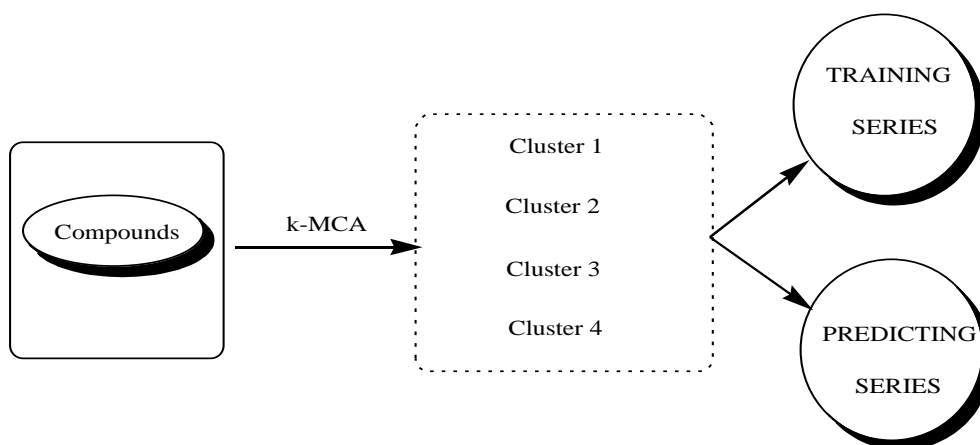 Compounds
k-MCA
Cluster 1
Cluster 2
Cluster 3
Cluster 4
TRAINING
SERIES
PREDICTING
SERIES